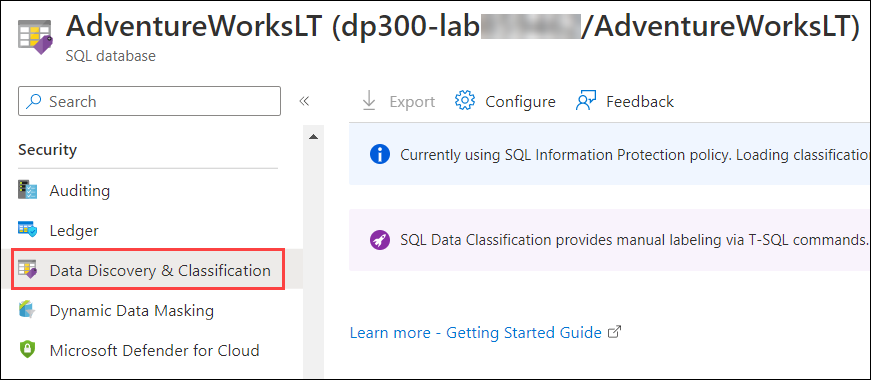 AdventureWorksLT (dp300-lab /AdventureWorksLT)
SQL database
Search
«
Export
Configure
Feedback
Currently using SQL Information Protection policy. Loading classification
Security
Auditing
Ledger
SQL Data Classification provides manual labeling via T-SQL commands.
Data Discovery & Classification
Dynamic Data Masking
Learn more - Getting Started Guide
Microsoft Defender for Cloud